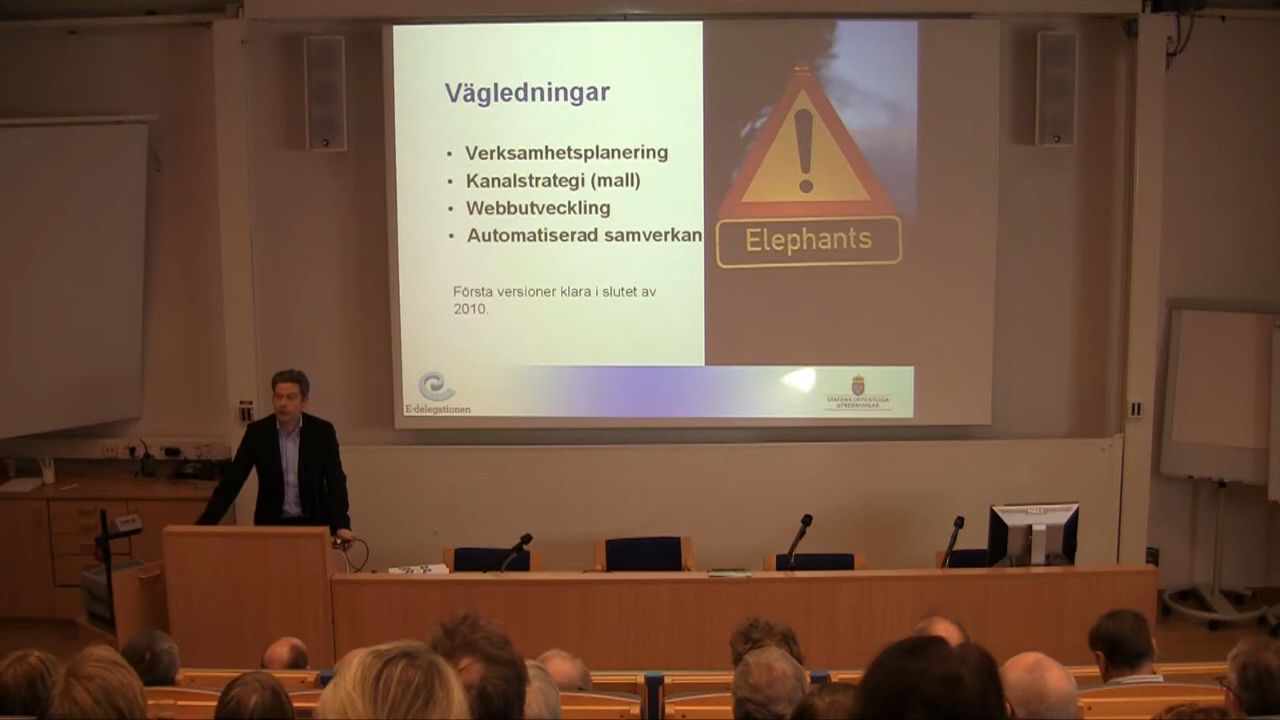 Vägledningar
• Verksamhetsplanering
• Kanalstrategi (mall)
• Webbutveckling
• Automatiserad samverkan
Första versioner klara i slutet av
2010.
Elephants
E-delegationen
STATENS OFFENTLIGA
UTREDNINGAR